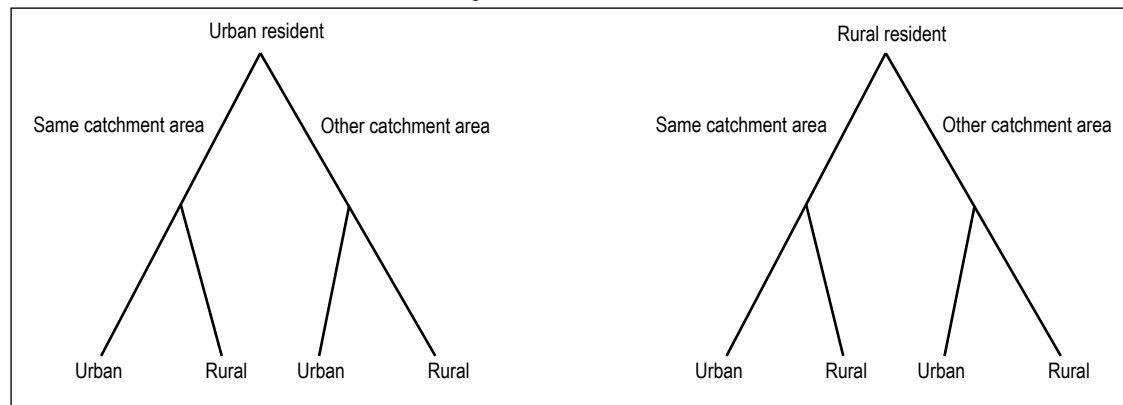 Urban resident
Same catchment area
Other catchment area
Urban
Rural
Urban
Rural
Rural resident
Same catchment area
Other catchment area
Urban
Rural
Urban
Rural